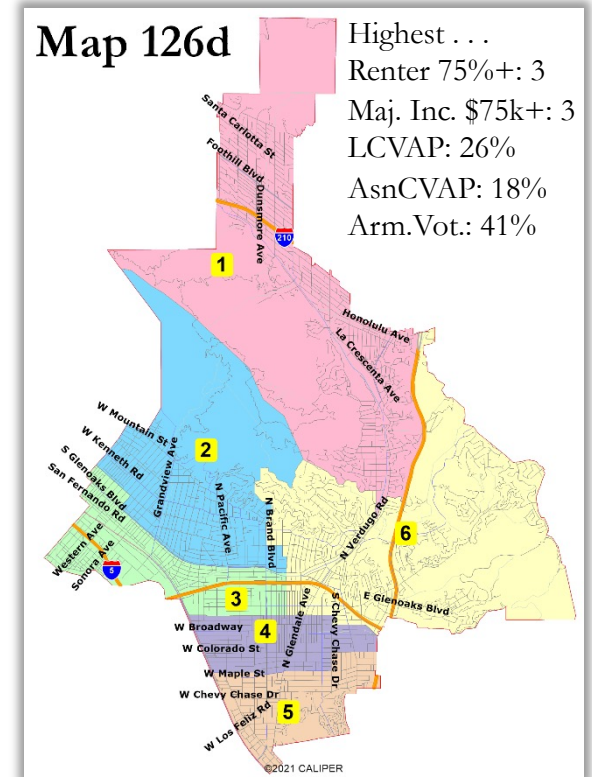 Map 126d
Highest . . .
Renter 75%+: 3
Maj. Inc. $75k+: 3
LCVAP: 26%
AsnCVAP: 18%
Arm.Vot.: 41%
Santa Carlotta St
Foothill Blvd
Dunsmore Ave
210
1
Honolulu Ave
La Crescenta Ave
W Mountain St
W Kenneth Rd
S Glenoaks Blvd
San Fernando Rd
Grandview Ave
2
N Pacific Ave
N Brand Blvd
N Verdugo Rd
6
Western Ave
Sonora Ave
5
3
E Glenoaks Blvd
S Chevy Chase Dr
N Glendale Ave
W Broadway
4
W Colorado St
W Maple St
W Chevy Chase Dr
5
W Los Feliz Rd
©2021 CALIPER